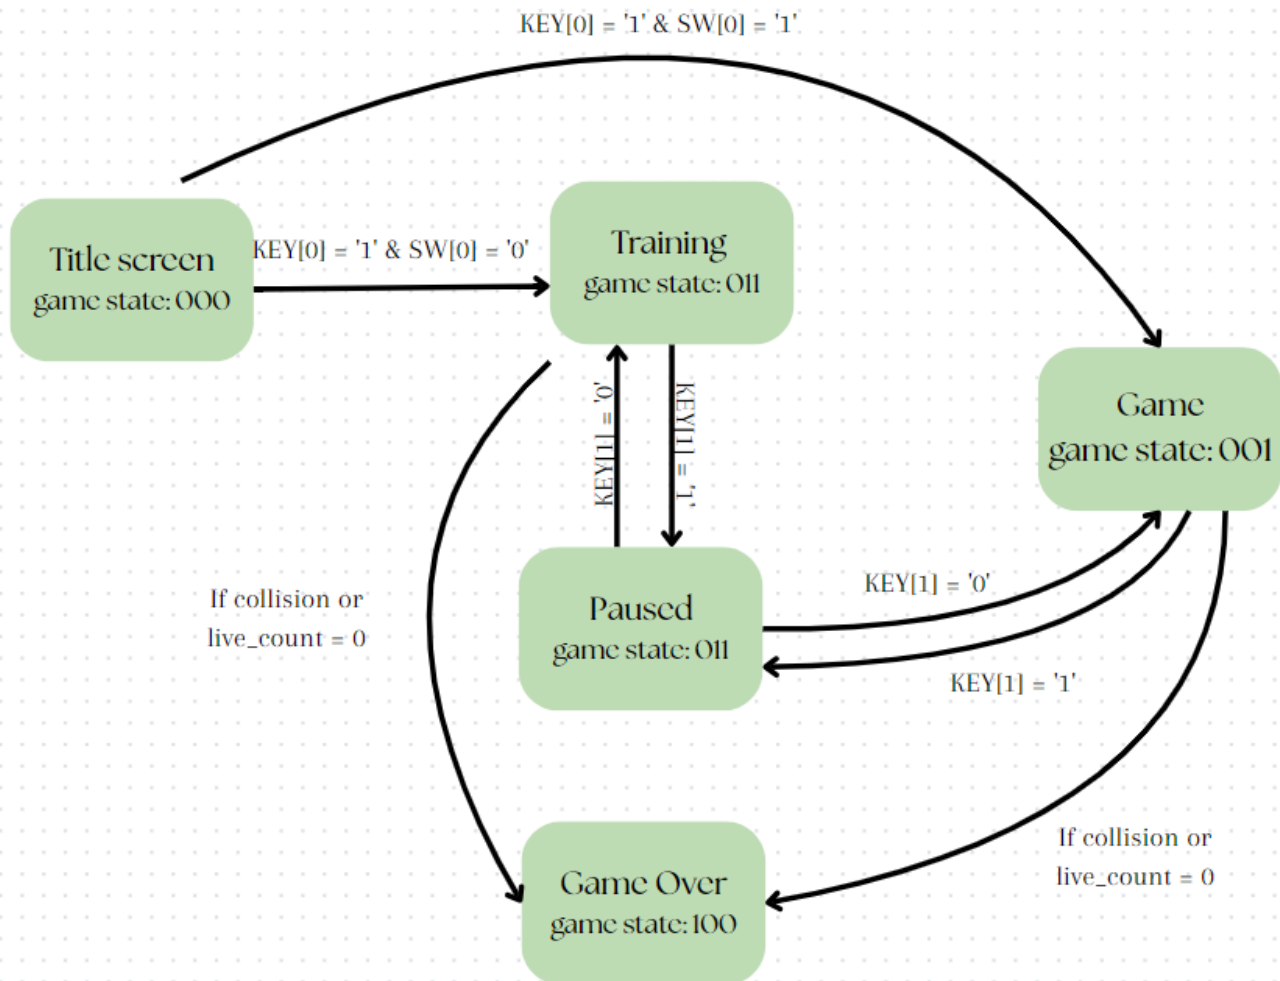 KEY[0] = '1' & SW[0] = '1'
Title screen
game state: 000
KEY[0] = '1' & SW[0] = '0'
Training
game state: 011
Game
game state: 001
KEY[1] = '0'
KEY[1] = '1'
If collision or
live_count = 0
Paused
game state: 011
KEY[1] = '0'
KEY[1] = '1'
If collision or
live_count = 0
Game Over
game state: 100